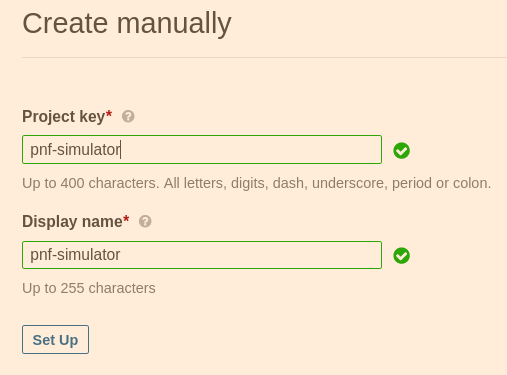 Create manually
Project key* ?
pnf-simulator
Up to 400 characters. All letters, digits, dash, underscore, period or colon.
Display name* ?
pnf-simulator
Up to 255 characters
Set Up